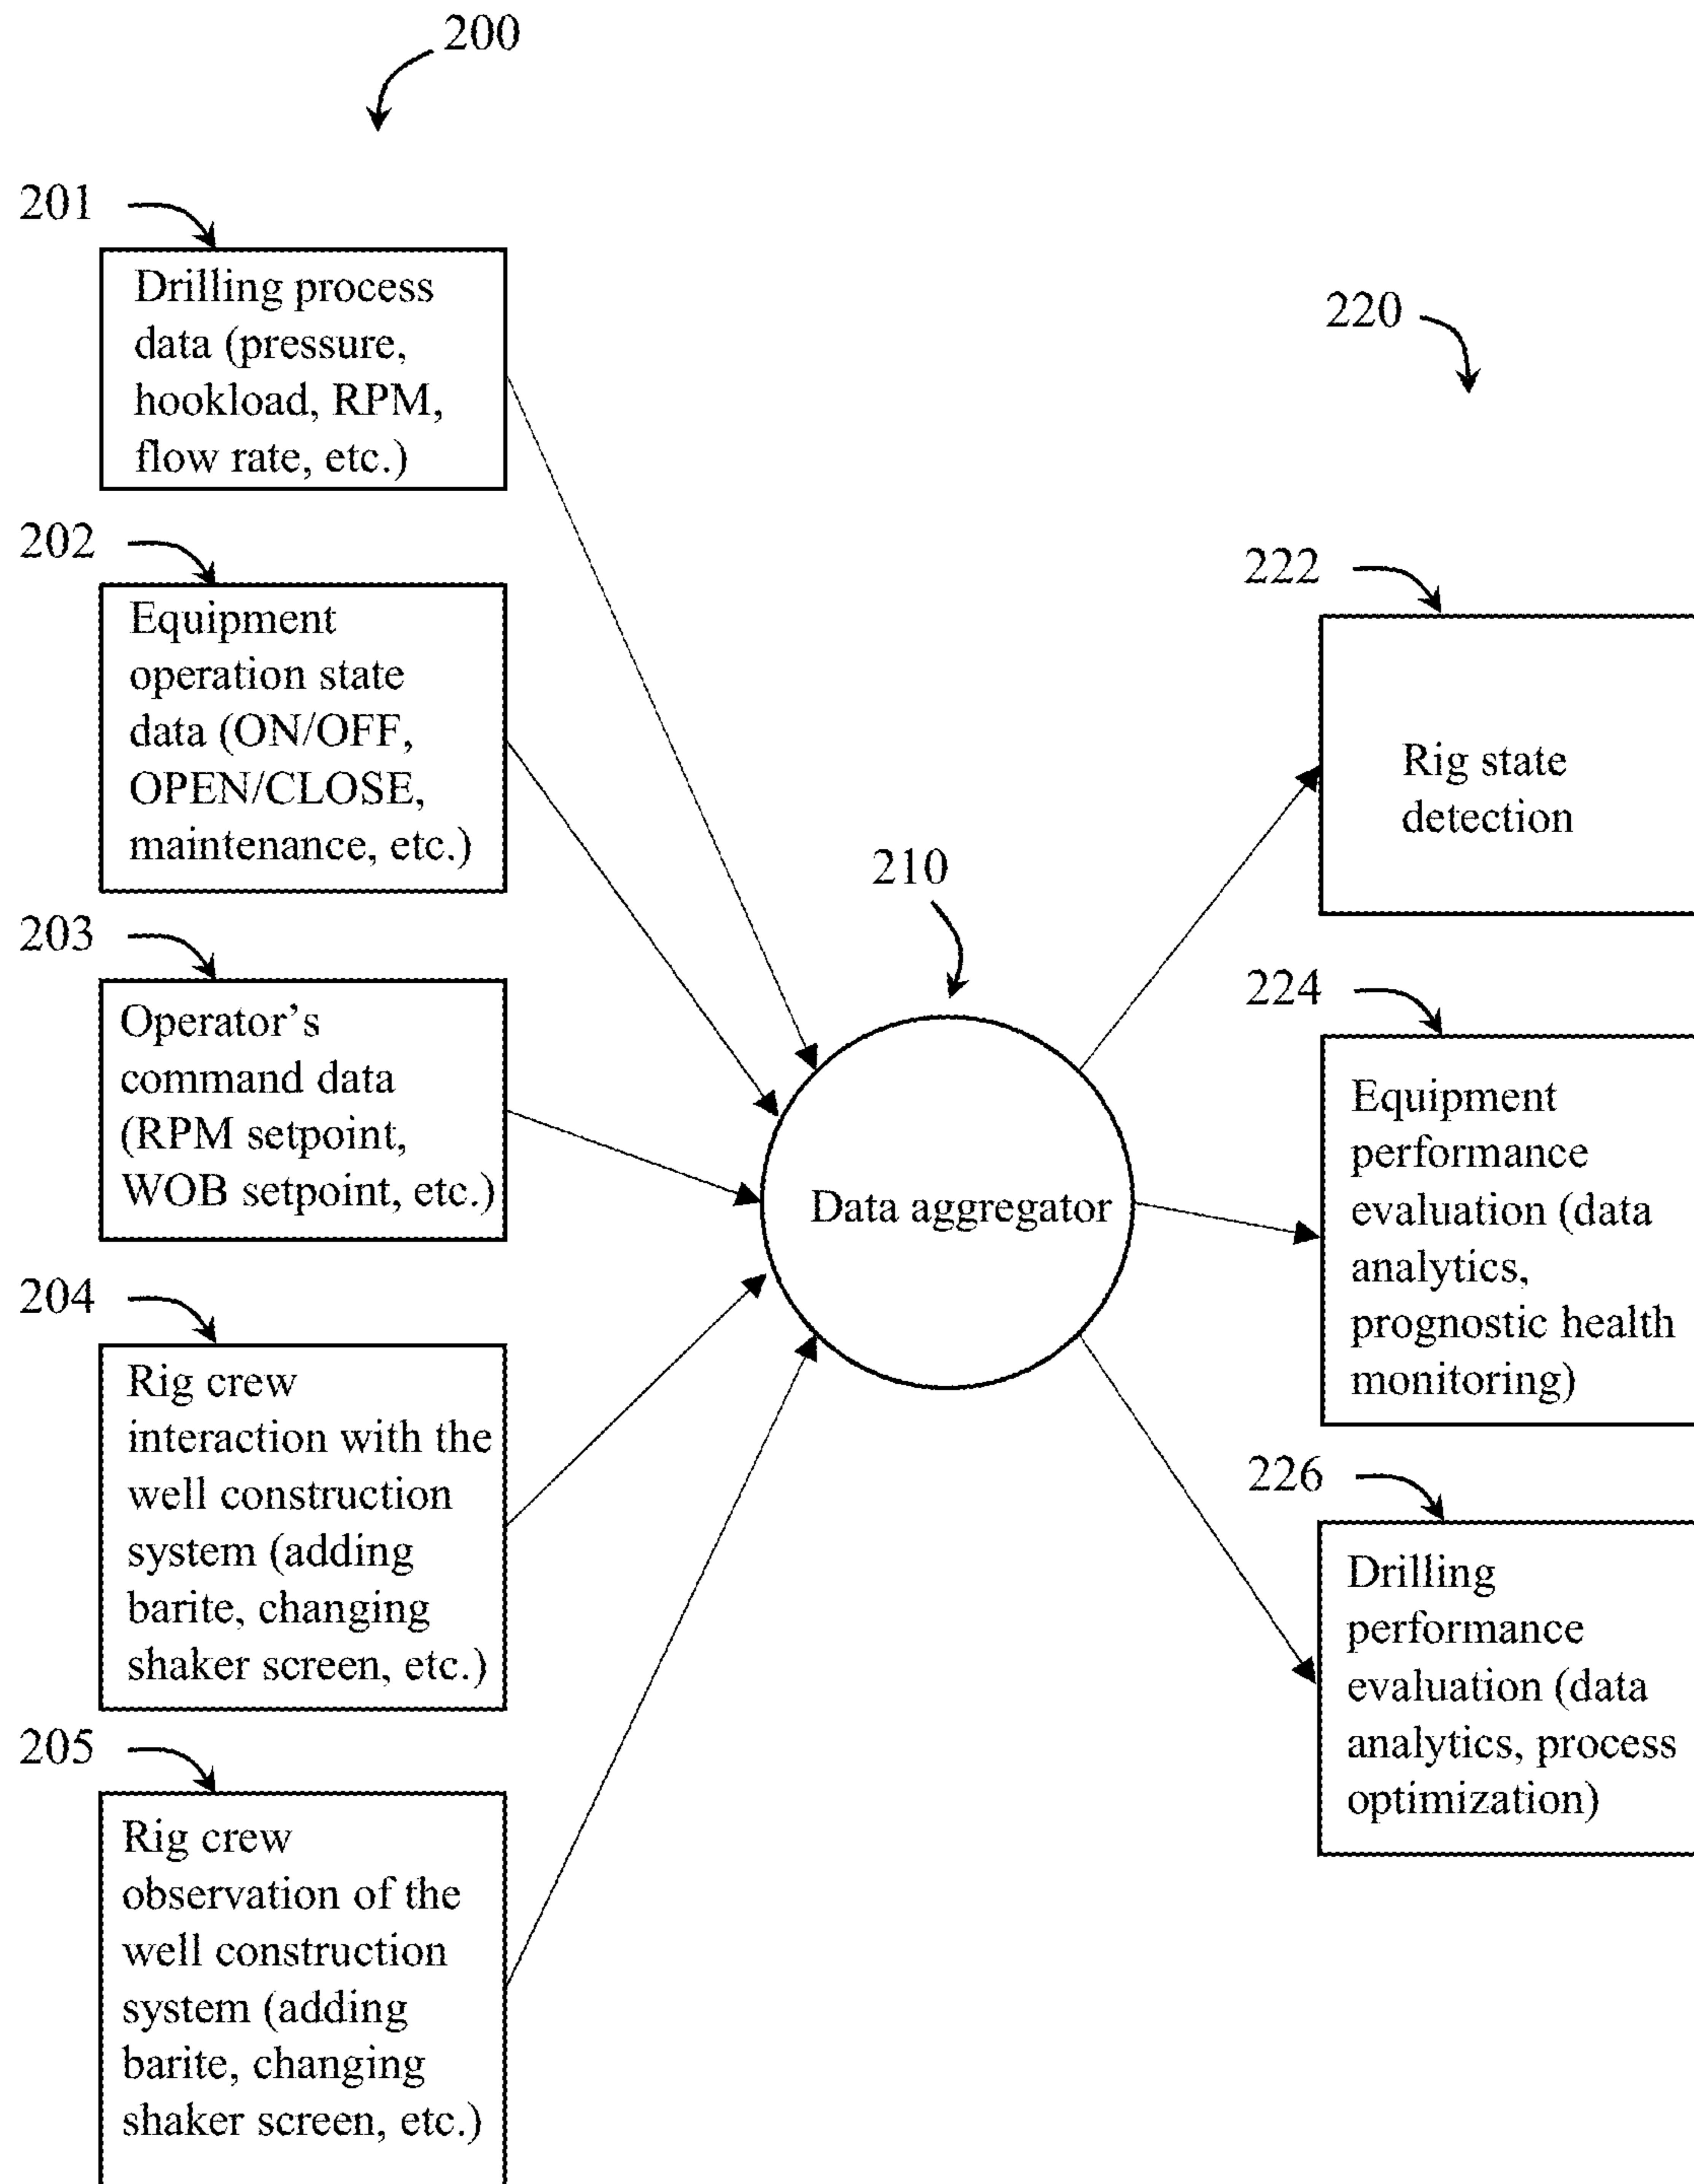 200
201
Drilling process
data (pressure,
hookload, RPM,
flow rate, etc.)
202
Equipment
operation state
data (ON/OFF,
OPEN/CLOSE,
maintenance, etc.)
203
Operator’s
command data
(RPM setpoint,
WOB setpoint, etc.)
204
Rig crew
interaction with the
well construction
system (adding
barite, changing
shaker screen, etc.)
205
Rig crew
observation of the
well construction
system (adding
barite, changing
shaker screen, etc.)
210
Data aggregator
220
222
Rig state
detection
224
Equipment
performance
evaluation (data
analytics,
prognostic health
monitoring)
226
Drilling
performance
evaluation (data
analytics, process
optimization)